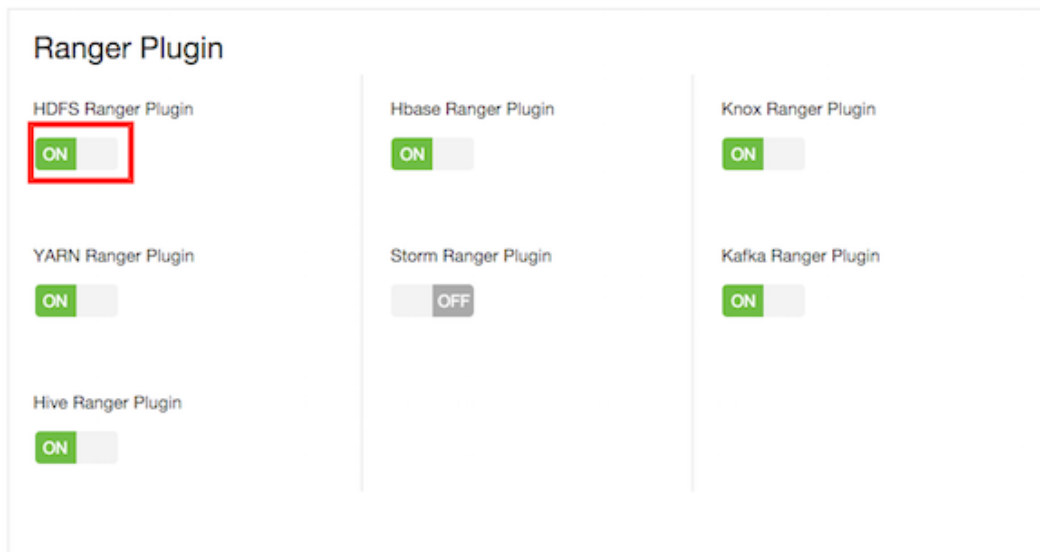 Ranger Plugin
HDFS Ranger Plugin
ON
Hbase Ranger Plugin
ON
Knox Ranger Plugin
ON
YARN Ranger Plugin
ON
Storm Ranger Plugin
OFF
Kafka Ranger Plugin
ON
Hive Ranger Plugin
ON